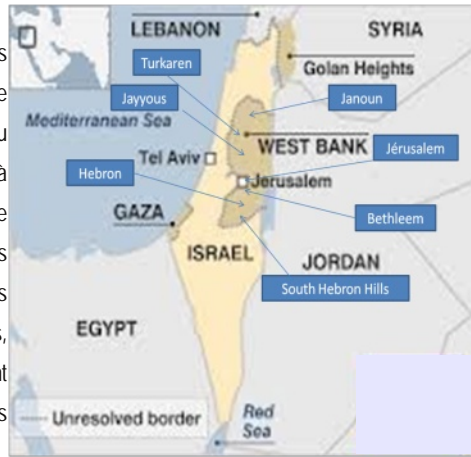 s
e
u
à
e
s
s
s,
nt
s
LEBANON
SYRIA
Turkaren
Golan Heights
Jayyous
Janoun
Mediterranean Sea
WEST BANK
Tel Aviv
Jérusalem
Hebron
Jerusalem
GAZA
Bethleem
ISRAEL
JORDAN
South Hebron Hills
EGYPT
Unresolved border
Red
Sea